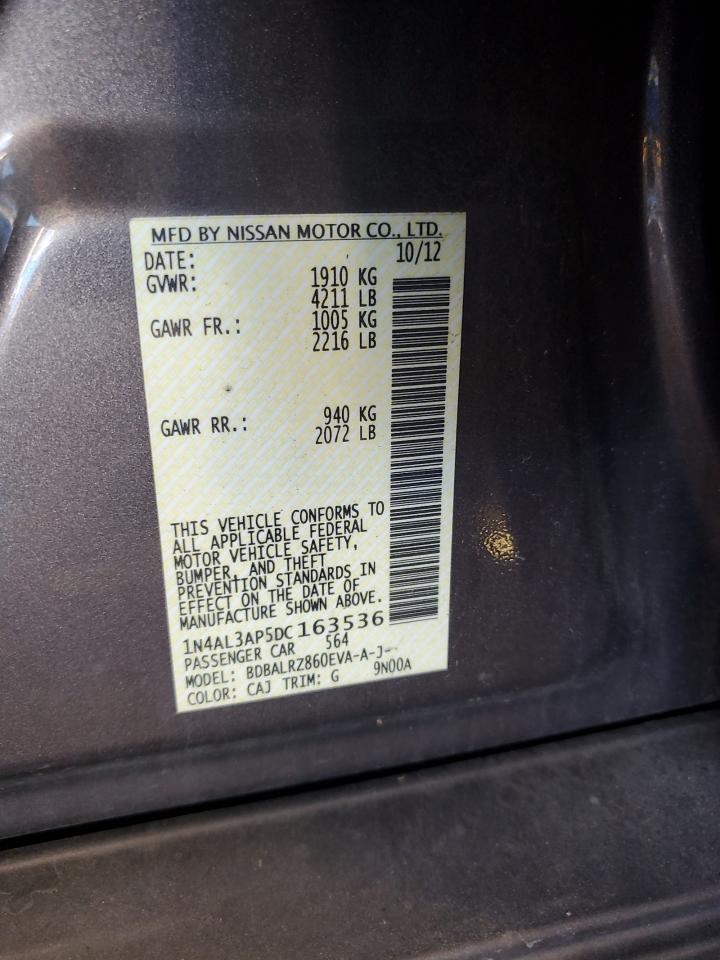 MFD BY NISSAN MOTOR CO., LTD.
DATE: 10/12
GVWR: 1910 KG
4211 LB
GAWR FR.: 1005 KG
2216 LB
GAWR RR.: 940 KG
2072 LB
THIS VEHICLE CONFORMS TO
ALL APPLICABLE FEDERAL
MOTOR VEHICLE SAFETY,
BUMPER, AND THEFT
PREVENTION STANDARDS IN
EFFECT ON THE DATE OF
MANUFACTURE SHOWN ABOVE.
1N4AL3AP5DC163536
PASSENGER CAR 564
MODEL: BDBALRZ860EVA-A-J-
COLOR: CAJ TRIM: G 9N00A